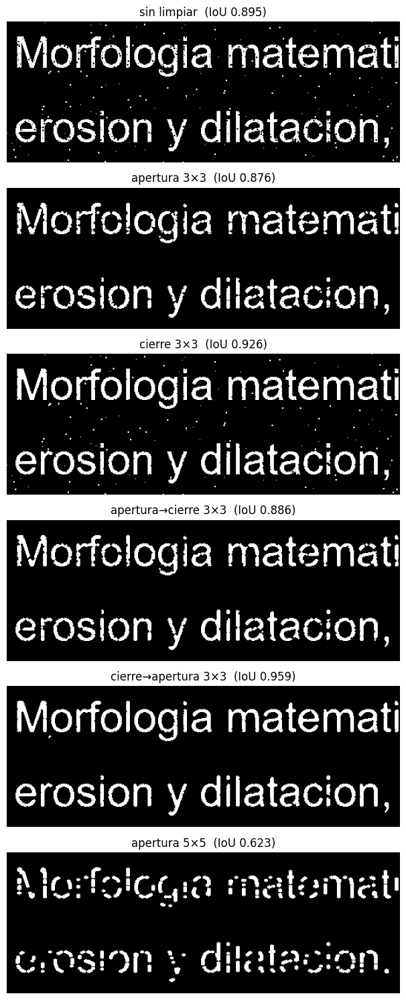 sin limpiar (IoU 0.895)
Morfologia matemati
erosion y dilatacion,
apertura 3×3 (IoU 0.876)
Morfologia matemati
erosion y dilatacion,
cierre 3×3 (IoU 0.926)
Morfologia matemati
erosion y dilatacion,
apertura→cierre 3×3 (IoU 0.886)
Morfologia matemati
erosion y dilatacion,
cierre→apertura 3×3 (IoU 0.959)
Morfologia matemati
erosion y dilatacion,
apertura 5×5 (IoU 0.623)
Morfologia matemati
erosion y dilatacion.